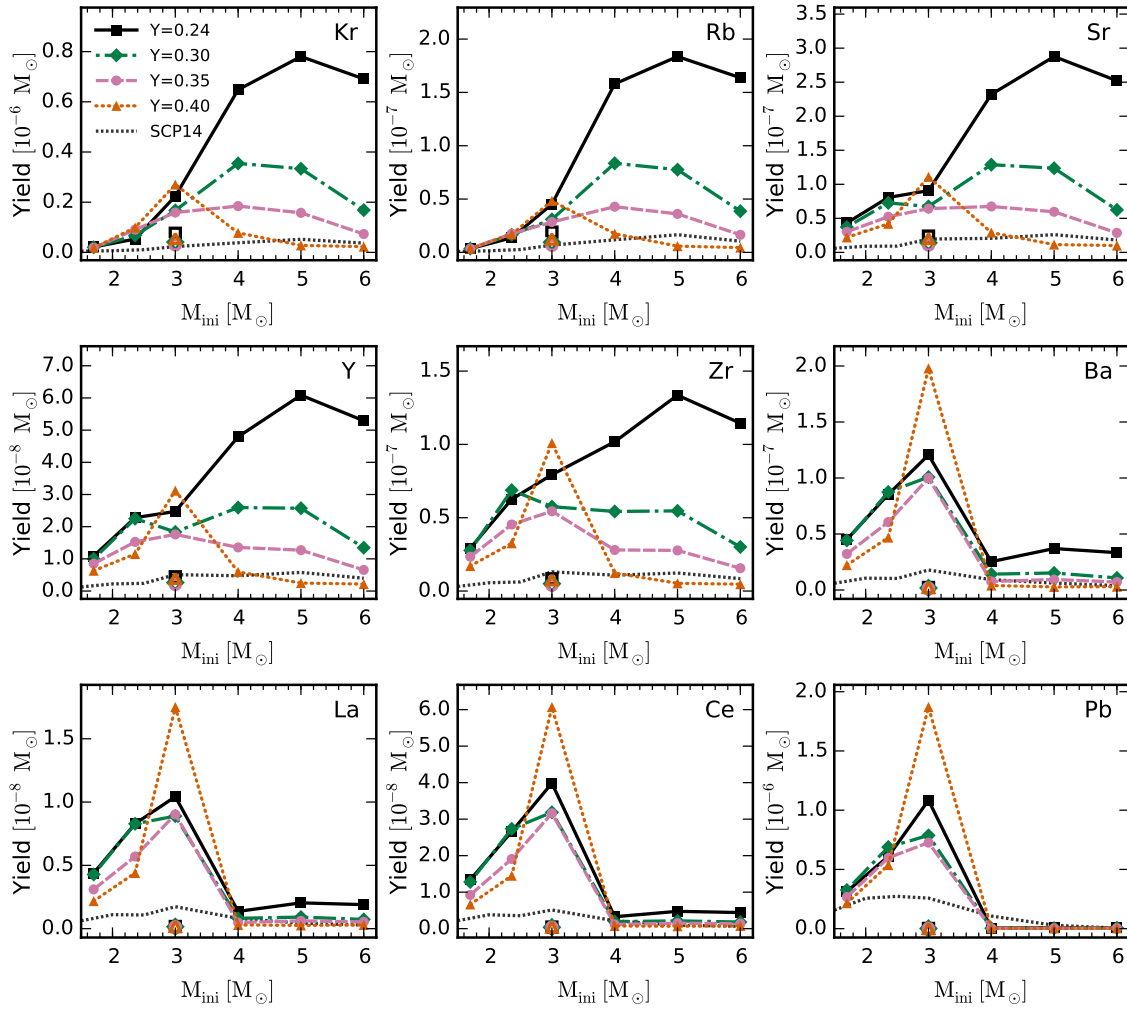 Kr
Y=0.24
Y=0.30
Y=0.35
Y=0.40
SCP14
Yield [10⁻⁶ M⊙]
0.8
0.6
0.4
0.2
0.0
2 3 4 5 6
M_ini [M⊙]
Rb
Yield [10⁻⁷ M⊙]
2.0
1.5
1.0
0.5
0.0
2 3 4 5 6
M_ini [M⊙]
Sr
Yield [10⁻⁷ M⊙]
3.5
3.0
2.5
2.0
1.5
1.0
0.5
0.0
2 3 4 5 6
M_ini [M⊙]
Y
Yield [10⁻⁸ M⊙]
7.0
6.0
5.0
4.0
3.0
2.0
1.0
0.0
2 3 4 5 6
M_ini [M⊙]
Zr
Yield [10⁻⁷ M⊙]
1.5
1.0
0.5
0.0
2 3 4 5 6
M_ini [M⊙]
Ba
Yield [10⁻⁷ M⊙]
2.0
1.5
1.0
0.5
0.0
2 3 4 5 6
M_ini [M⊙]
La
Yield [10⁻⁸ M⊙]
1.5
1.0
0.5
0.0
2 3 4 5 6
M_ini [M⊙]
Ce
Yield [10⁻⁸ M⊙]
6.0
5.0
4.0
3.0
2.0
1.0
0.0
2 3 4 5 6
M_ini [M⊙]
Pb
Yield [10⁻⁶ M⊙]
2.0
1.5
1.0
0.5
0.0
2 3 4 5 6
M_ini [M⊙]